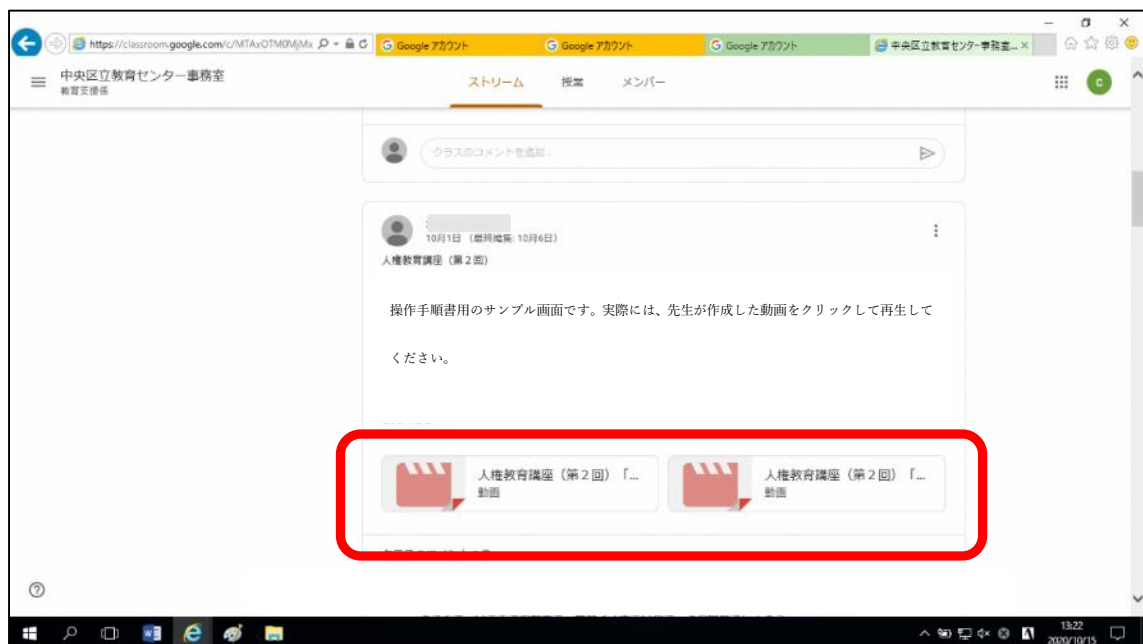 https://classroom.google.com/c/MTAxOTM0MjMx
Google アカウント
Google アカウント
Google アカウント
中央区立教育センター事務室...
中央区立教育センター事務室
教育支援係
ストリーム 授業 メンバー
c
クラスのコメントを追加...
10月1日 (最終編集: 10月6日)
人権教育講座（第２回）
操作手順書用のサンプル画面です。実際には、先生が作成した動画をクリックして再生して
ください。
人権教育講座（第２回）「...
動画
人権教育講座（第２回）「...
動画
13:22
2020/10/15